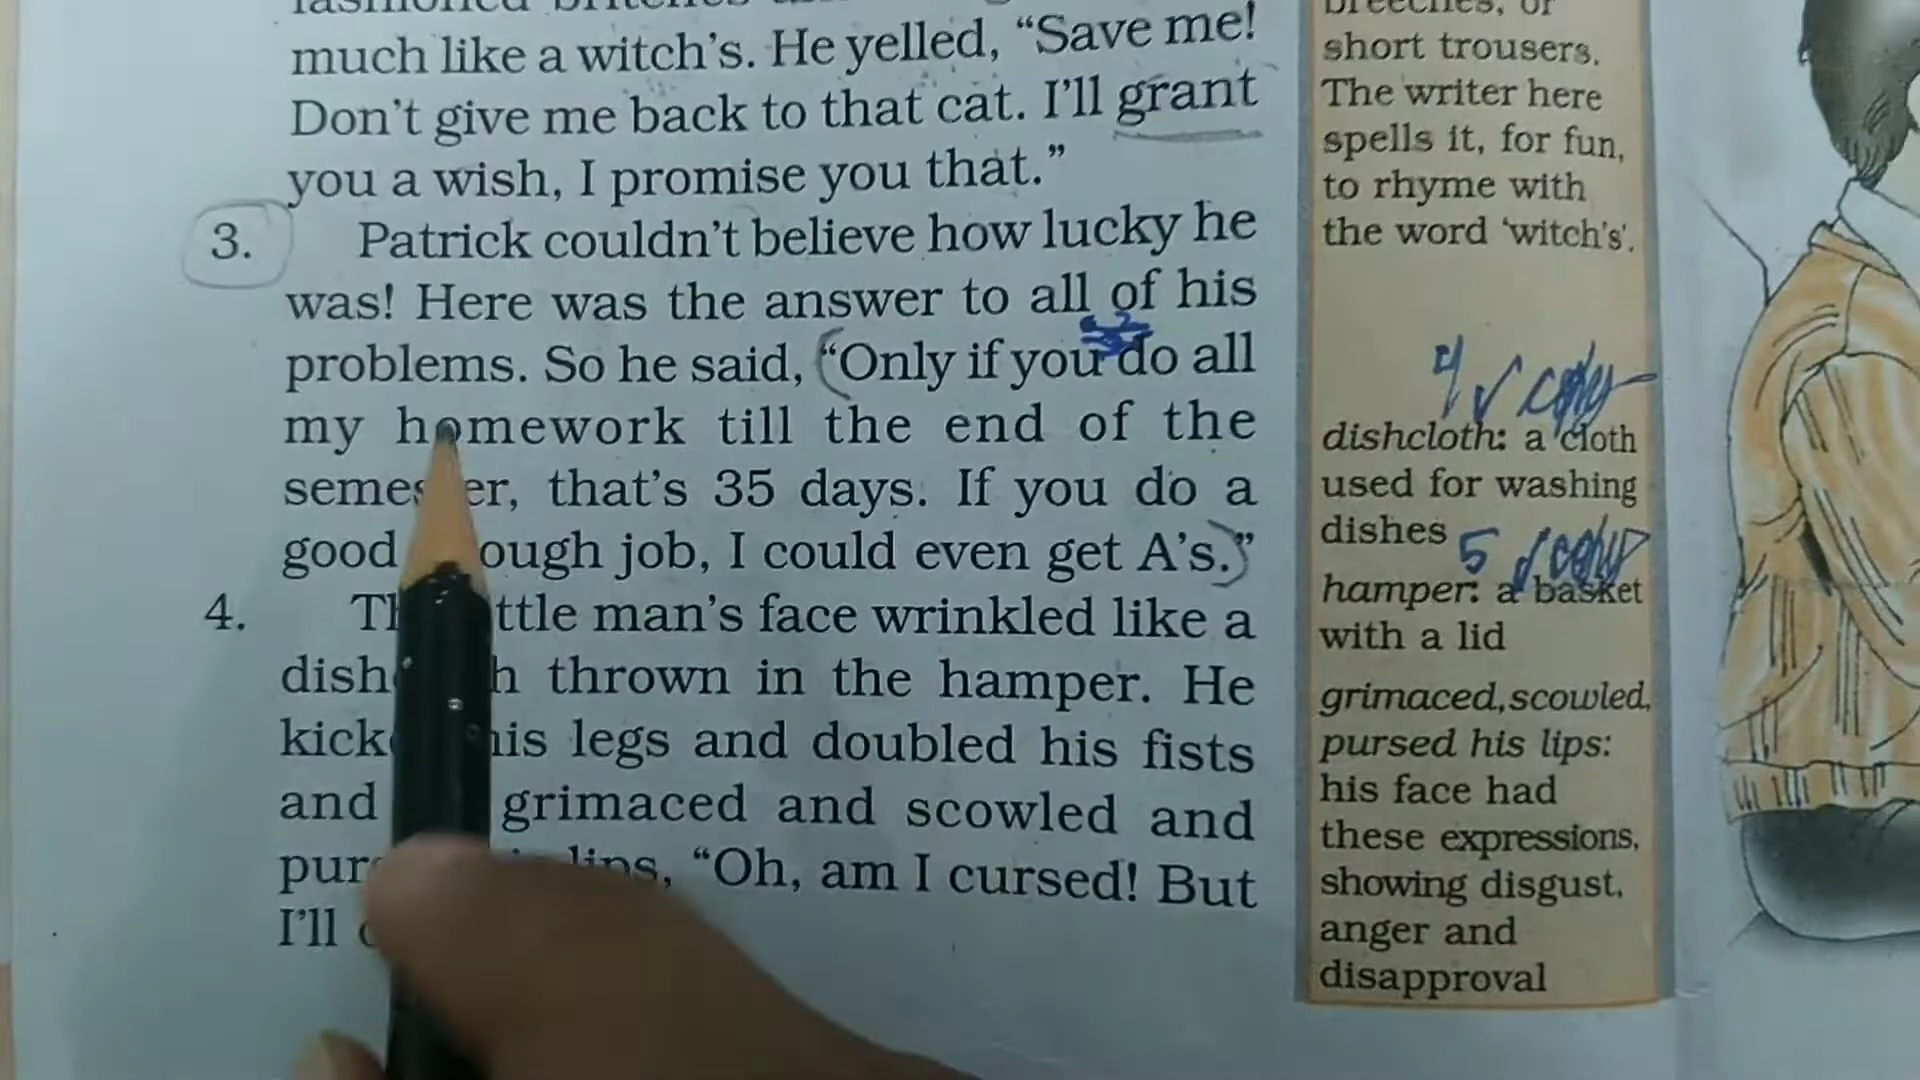 much like a witch's. He yelled, "Save me!
Don't give me back to that cat. I'll grant
you a wish, I promise you that."
3. Patrick couldn't believe how lucky he
was! Here was the answer to all of his
problems. So he said, "Only if you do all
my homework till the end of the
semester, that's 35 days. If you do a
good enough job, I could even get A's."
4. The little man's face wrinkled like a
dishcloth thrown in the hamper. He
kicked his legs and doubled his fists
and grimaced and scowled and
lips, "Oh, am I cursed! But
I'll
breeches, or
short trousers.
The writer here
spells it, for fun,
to rhyme with
the word 'witch's'.
4 copy
dishcloth: a cloth
used for washing
dishes
5 copy
hamper: a basket
with a lid
grimaced, scowled,
pursed his lips:
his face had
these expressions,
showing disgust,
anger and
disapproval